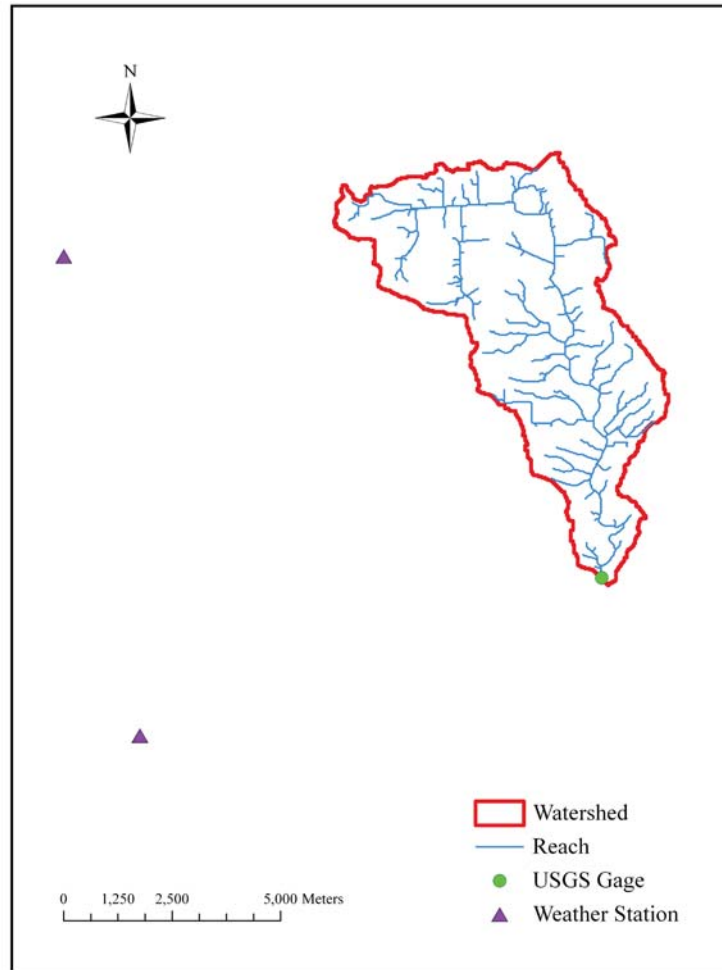 N
Watershed
Reach
USGS Gage
Weather Station
0 1,250 2,500 5,000 Meters